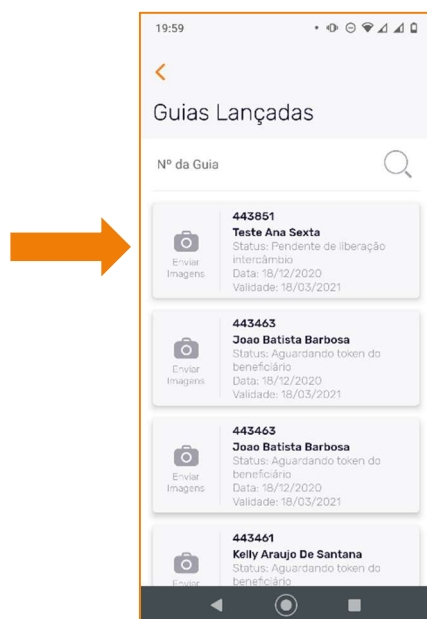 19:59
Guias Lançadas
Nº da Guia
443851
Teste Ana Sexta
Status: Pendente de liberação
intercâmbio
Data: 18/12/2020
Validade: 18/03/2021
Enviar
Imagens
443463
Joao Batista Barbosa
Status: Aguardando token do
beneficiário
Data: 18/12/2020
Validade: 18/03/2021
Enviar
Imagens
443463
Joao Batista Barbosa
Status: Aguardando token do
beneficiário
Data: 18/12/2020
Validade: 18/03/2021
Enviar
Imagens
443461
Kelly Araujo De Santana
Status: Aguardando token do
beneficiário
Enviar